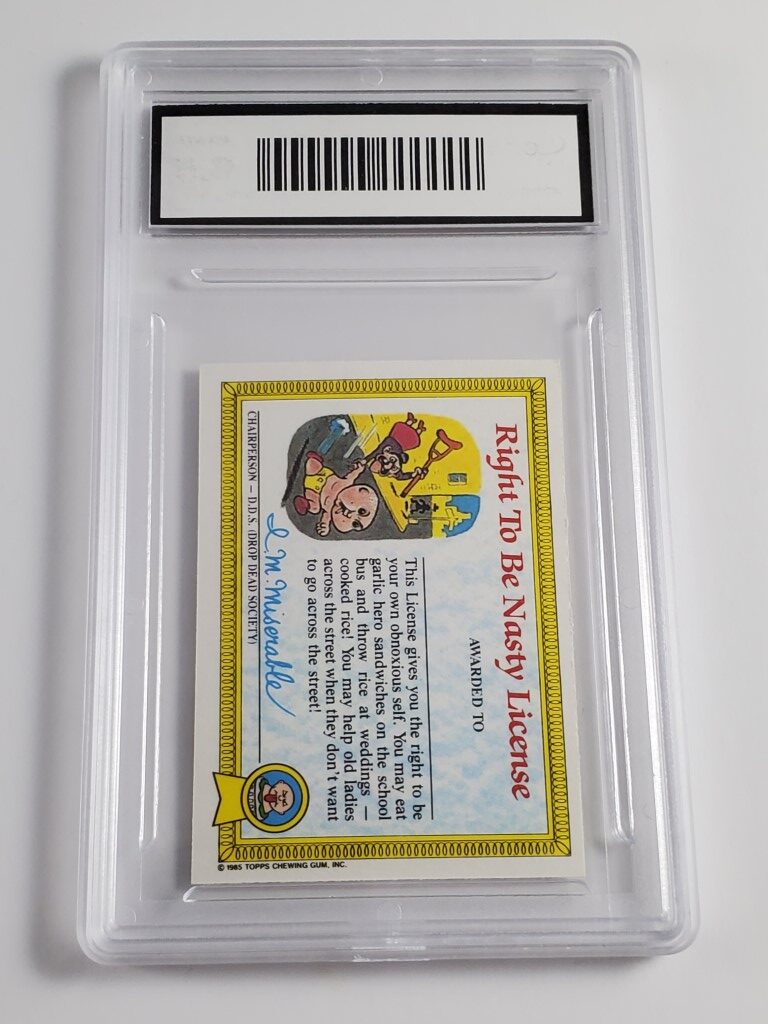 Right To Be Nasty License
AWARDED TO
This License gives you the right to be
your own obnoxious self. You may eat
garlic hero sandwiches on the school
bus and throw rice at weddings —
cooked rice! You may help old ladies
across the street when they don't want
to go across the street!
I. M. Miserable
CHAIRPERSON – D.D.S. (DROP DEAD SOCIETY)
© 1985 TOPPS CHEWING GUM, INC.